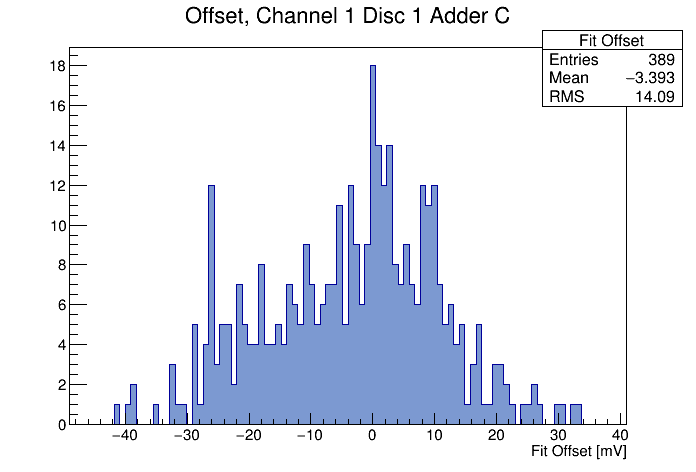 Offset, Channel 1 Disc 1 Adder C
Fit Offset
Entries 389
Mean −3.393
RMS 14.09
18
16
14
12
10
8
6
4
2
0
−40 −30 −20 −10 0 10 20 30 40
Fit Offset [mV]